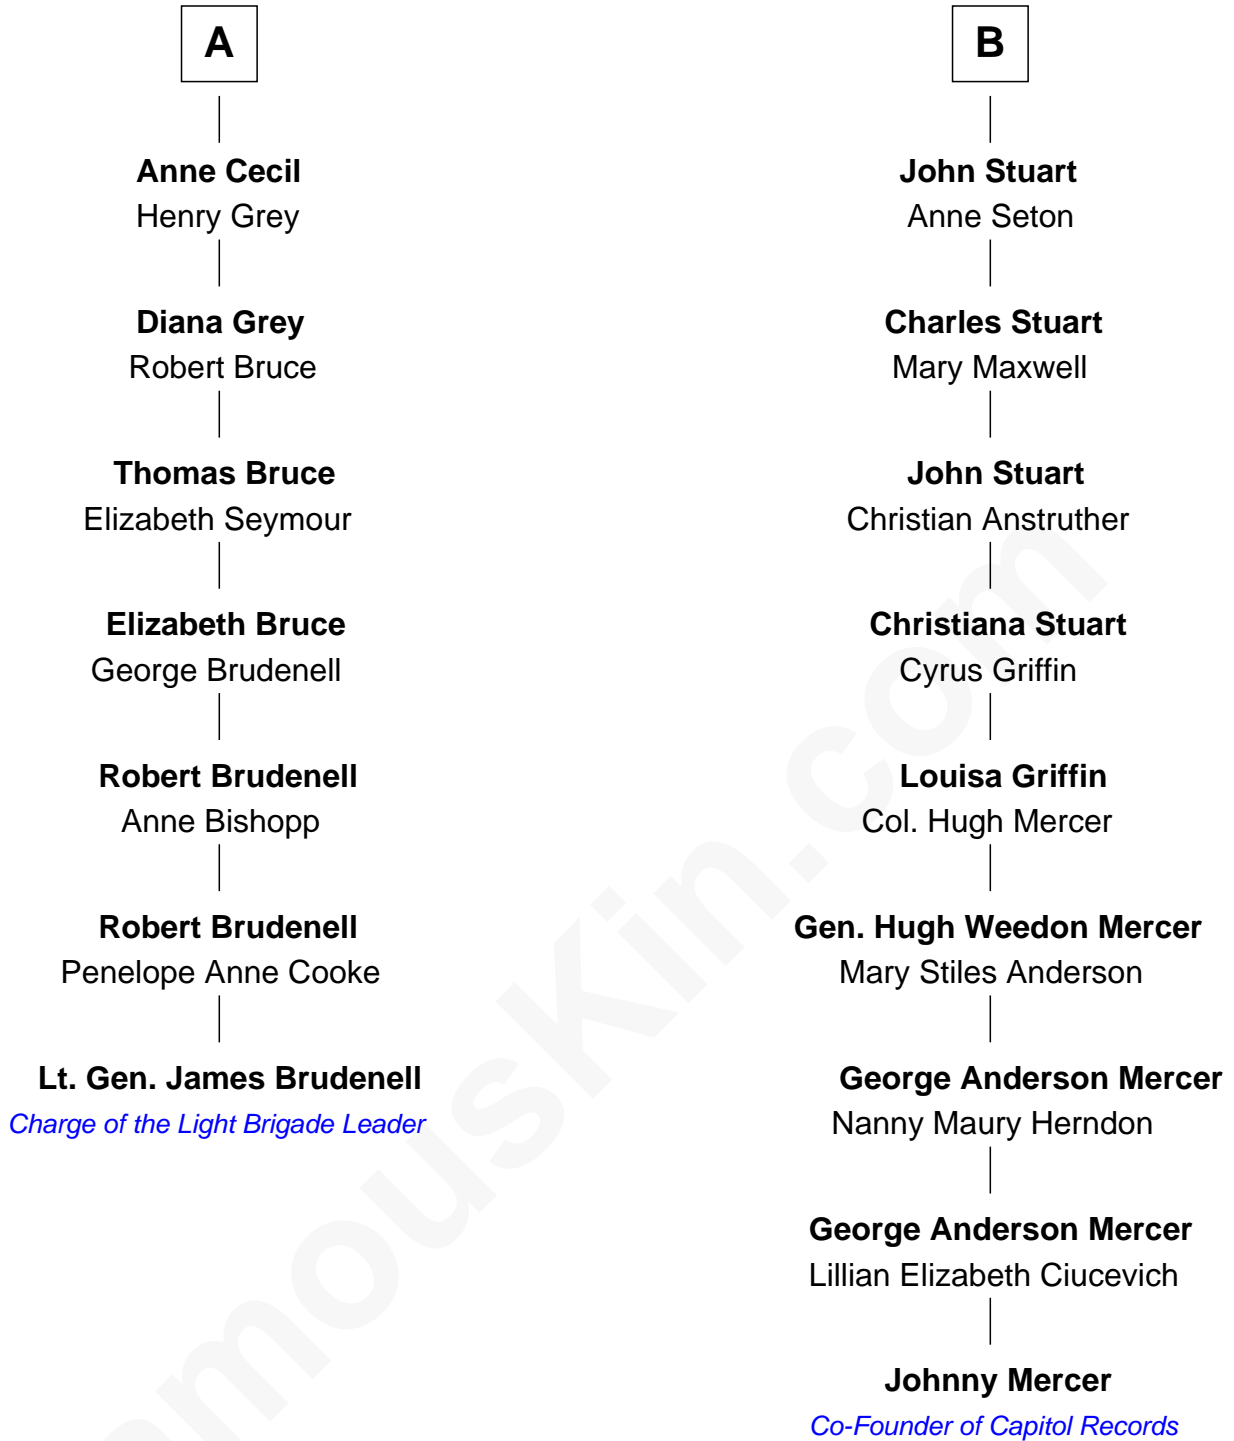 A
Anne Cecil
Henry Grey
Diana Grey
Robert Bruce
Thomas Bruce
Elizabeth Seymour
Elizabeth Bruce
George Brudenell
Robert Brudenell
Anne Bishopp
Robert Brudenell
Penelope Anne Cooke
Lt. Gen. James Brudenell
Charge of the Light Brigade Leader
B
John Stuart
Anne Seton
Charles Stuart
Mary Maxwell
John Stuart
Christian Anstruther
Christiana Stuart
Cyrus Griffin
Louisa Griffin
Col. Hugh Mercer
Gen. Hugh Weedon Mercer
Mary Stiles Anderson
George Anderson Mercer
Nanny Maury Herndon
George Anderson Mercer
Lillian Elizabeth Ciucevich
Johnny Mercer
Co-Founder of Capitol Records
amousKin.com